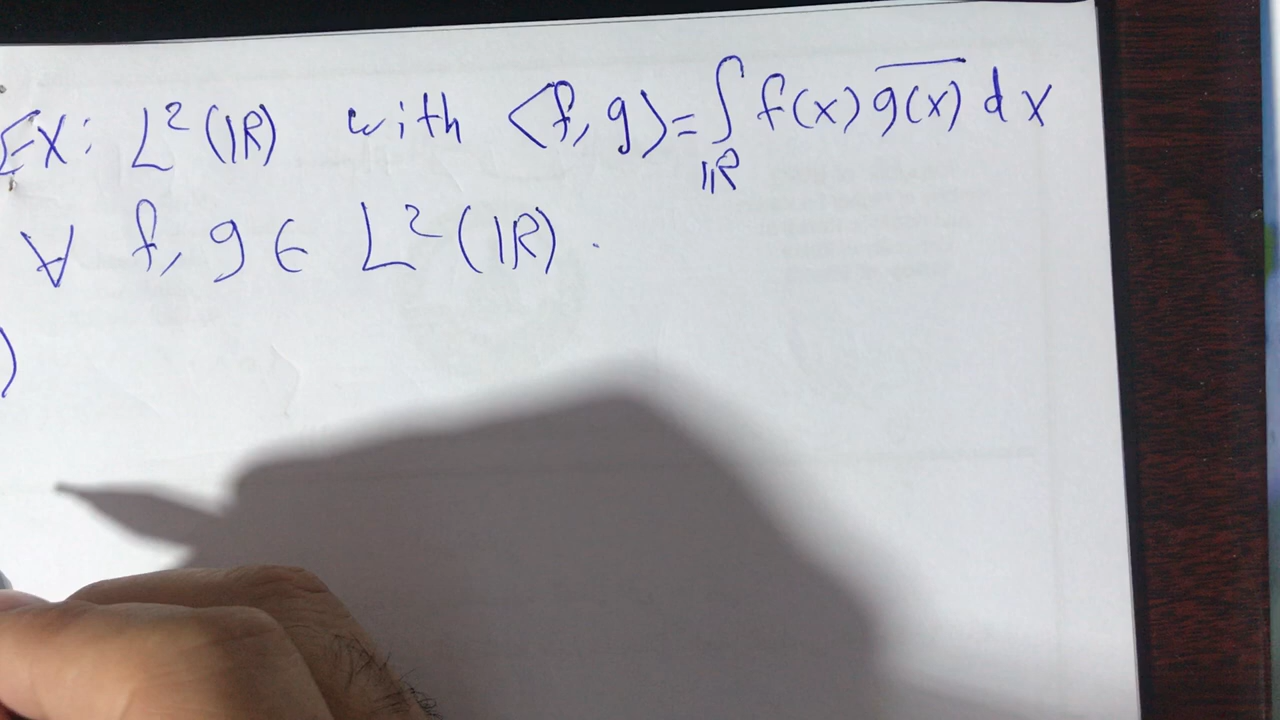 Ex: L²(ℝ) with ⟨f, g⟩ = ∫_ℝ f(x) \overline{g(x)} dx
∀ f, g ∈ L²(ℝ).
)